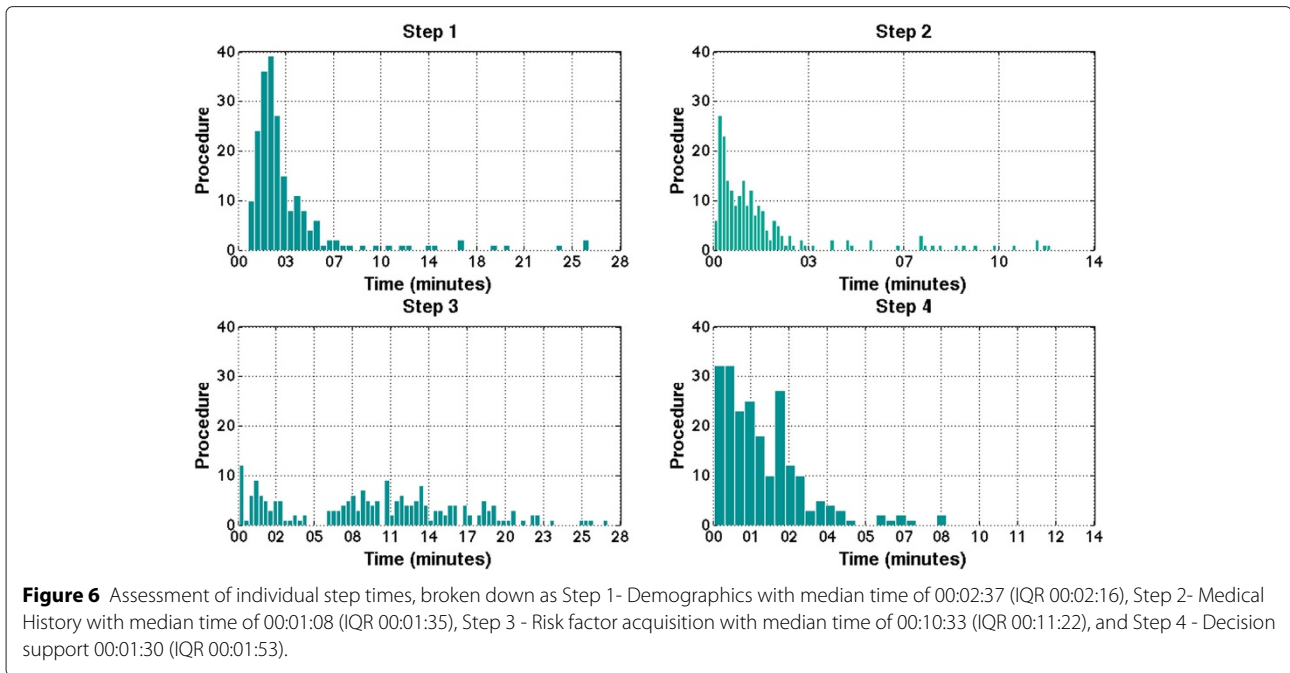 Step 1
40
30
20
10
0
Procedure
00 03 07 10 14 18 21 25 28
Time (minutes)
Step 2
40
30
20
10
0
Procedure
00 03 07 10 14
Time (minutes)
Step 3
40
30
20
10
0
Procedure
00 02 05 08 11 14 17 20 23 28
Time (minutes)
Step 4
40
30
20
10
0
Procedure
00 01 02 04 05 07 08 10 11 12 14
Time (minutes)
Figure 6 Assessment of individual step times, broken down as Step 1- Demographics with median time of 00:02:37 (IQR 00:02:16), Step 2- Medical
History with median time of 00:01:08 (IQR 00:01:35), Step 3 - Risk factor acquisition with median time of 00:10:33 (IQR 00:11:22), and Step 4 - Decision
support 00:01:30 (IQR 00:01:53).